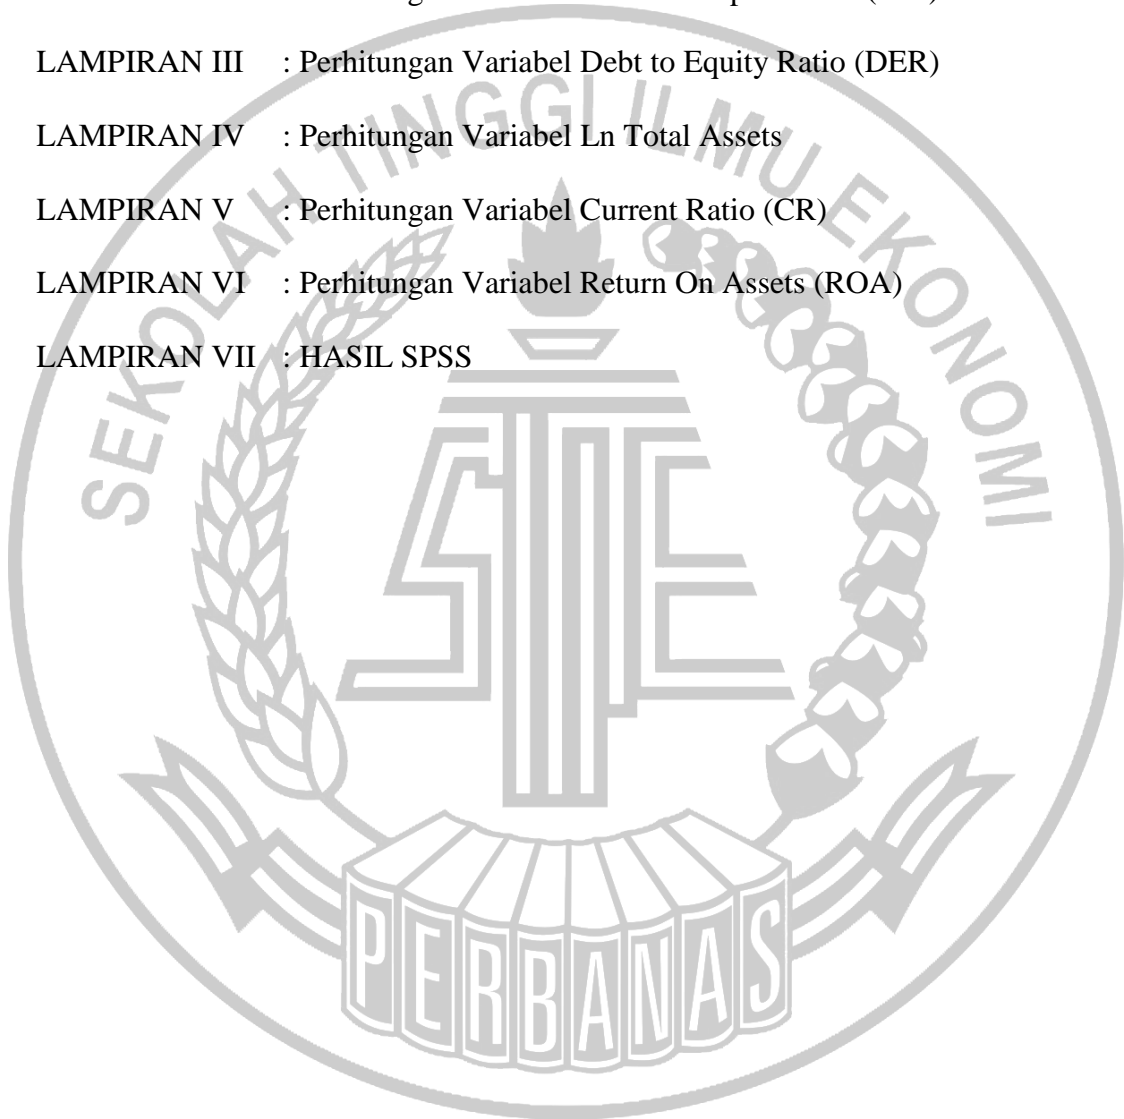 LAMPIRAN III : Perhitungan Variabel Debt to Equity Ratio (DER)
LAMPIRAN IV : Perhitungan Variabel Ln Total Assets
LAMPIRAN V : Perhitungan Variabel Current Ratio (CR)
LAMPIRAN VI : Perhitungan Variabel Return On Assets (ROA)
LAMPIRAN VII : HASIL SPSS
SEKOLAH TINGGI ILMU EKONOMI
STIE
PERBANAS